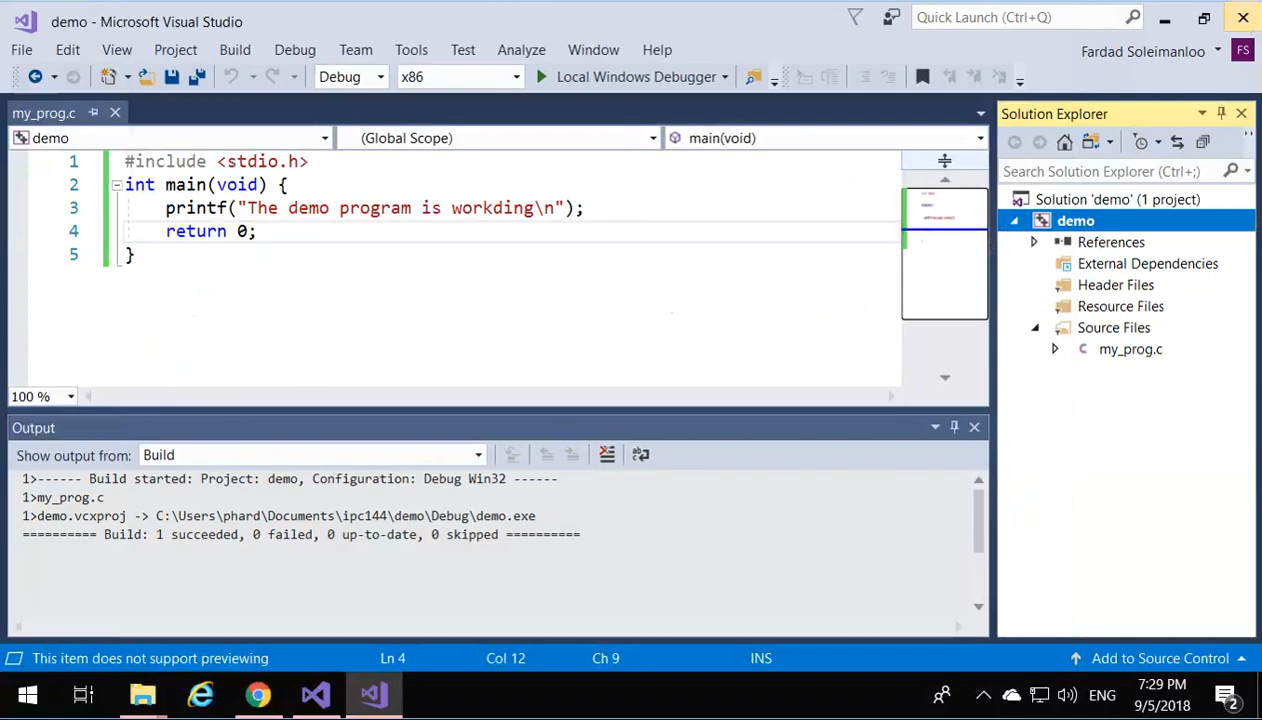 demo - Microsoft Visual Studio
Quick Launch (Ctrl+Q)
File Edit View Project Build Debug Team Tools Test Analyze Window Help
Fardad Soleimanloo FS
Debug x86 Local Windows Debugger
my_prog.c
demo (Global Scope) main(void)
1 #include <stdio.h>
2 int main(void) {
3 printf("The demo program is workding\n");
4 return 0;
5 }
100 %
Solution Explorer
Search Solution Explorer (Ctrl+;)
Solution 'demo' (1 project)
demo
References
External Dependencies
Header Files
Resource Files
Source Files
C my_prog.c
Output
Show output from: Build
1>------ Build started: Project: demo, Configuration: Debug Win32 ------
1>my_prog.c
1>demo.vcxproj -> C:\Users\phard\Documents\ipc144\demo\Debug\demo.exe
========== Build: 1 succeeded, 0 failed, 0 up-to-date, 0 skipped ==========
This item does not support previewing Ln 4 Col 12 Ch 9 INS Add to Source Control
ENG
7:29 PM
9/5/2018
2